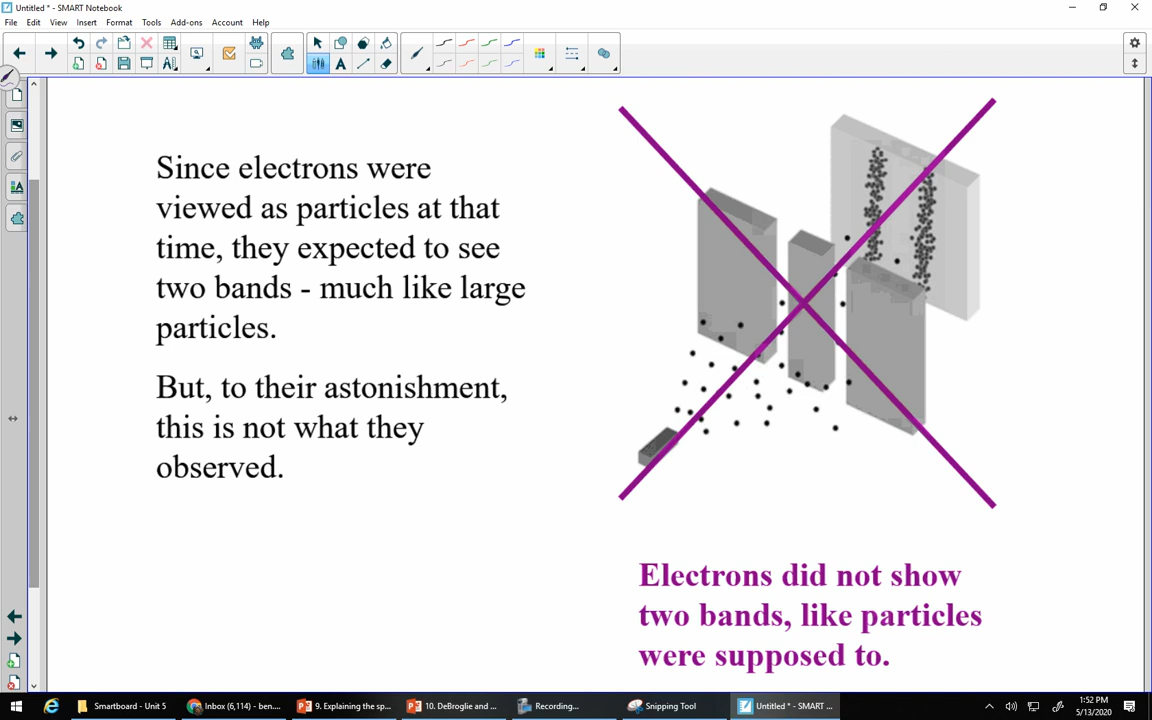 Untitled * - SMART Notebook
File Edit View Insert Format Tools Add-ons Account Help
Since electrons were
viewed as particles at that
time, they expected to see
two bands - much like large
particles.
But, to their astonishment,
this is not what they
observed.
Electrons did not show
two bands, like particles
were supposed to.
Smartboard - Unit 5
Inbox (6,114) - ben....
9. Explaining the sp...
10. DeBroglie and ...
Recording...
Snipping Tool
Untitled * - SMART ...
1:52 PM
5/13/2020